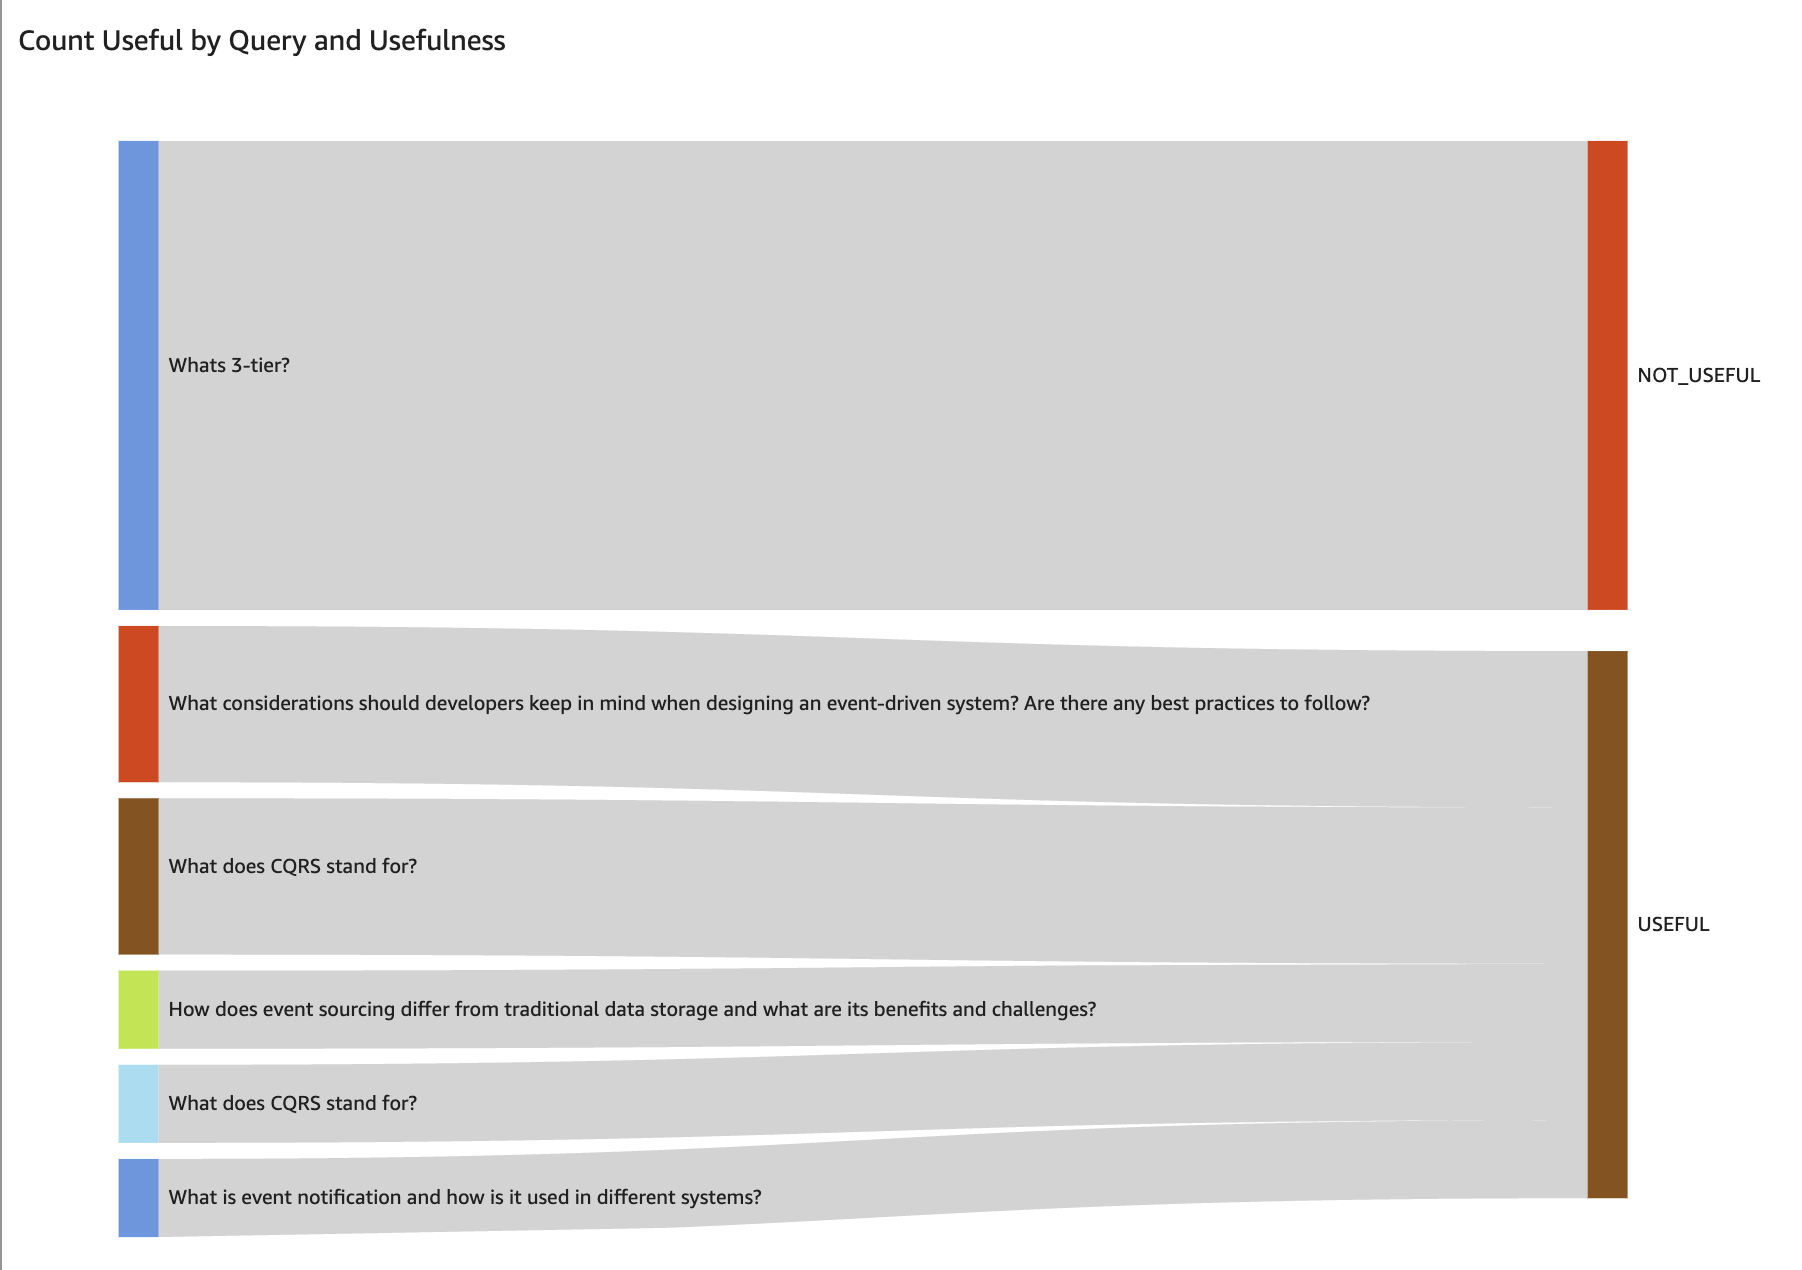 Count Useful by Query and Usefulness
Whats 3-tier?
NOT_USEFUL
What considerations should developers keep in mind when designing an event-driven system? Are there any best practices to follow?
What does CQRS stand for?
USEFUL
How does event sourcing differ from traditional data storage and what are its benefits and challenges?
What does CQRS stand for?
What is event notification and how is it used in different systems?